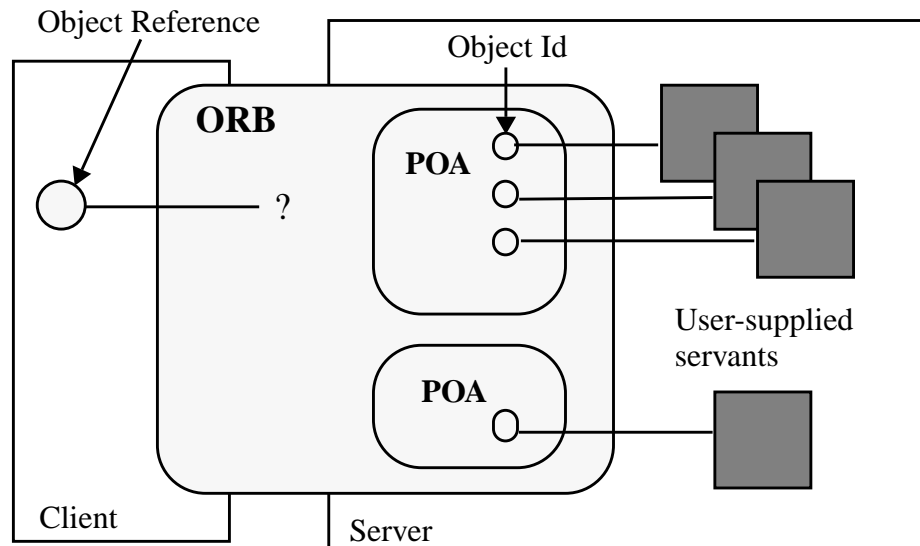 Object Reference
Object Id
ORB
POA
?
User-supplied
servants
POA
Client
Server